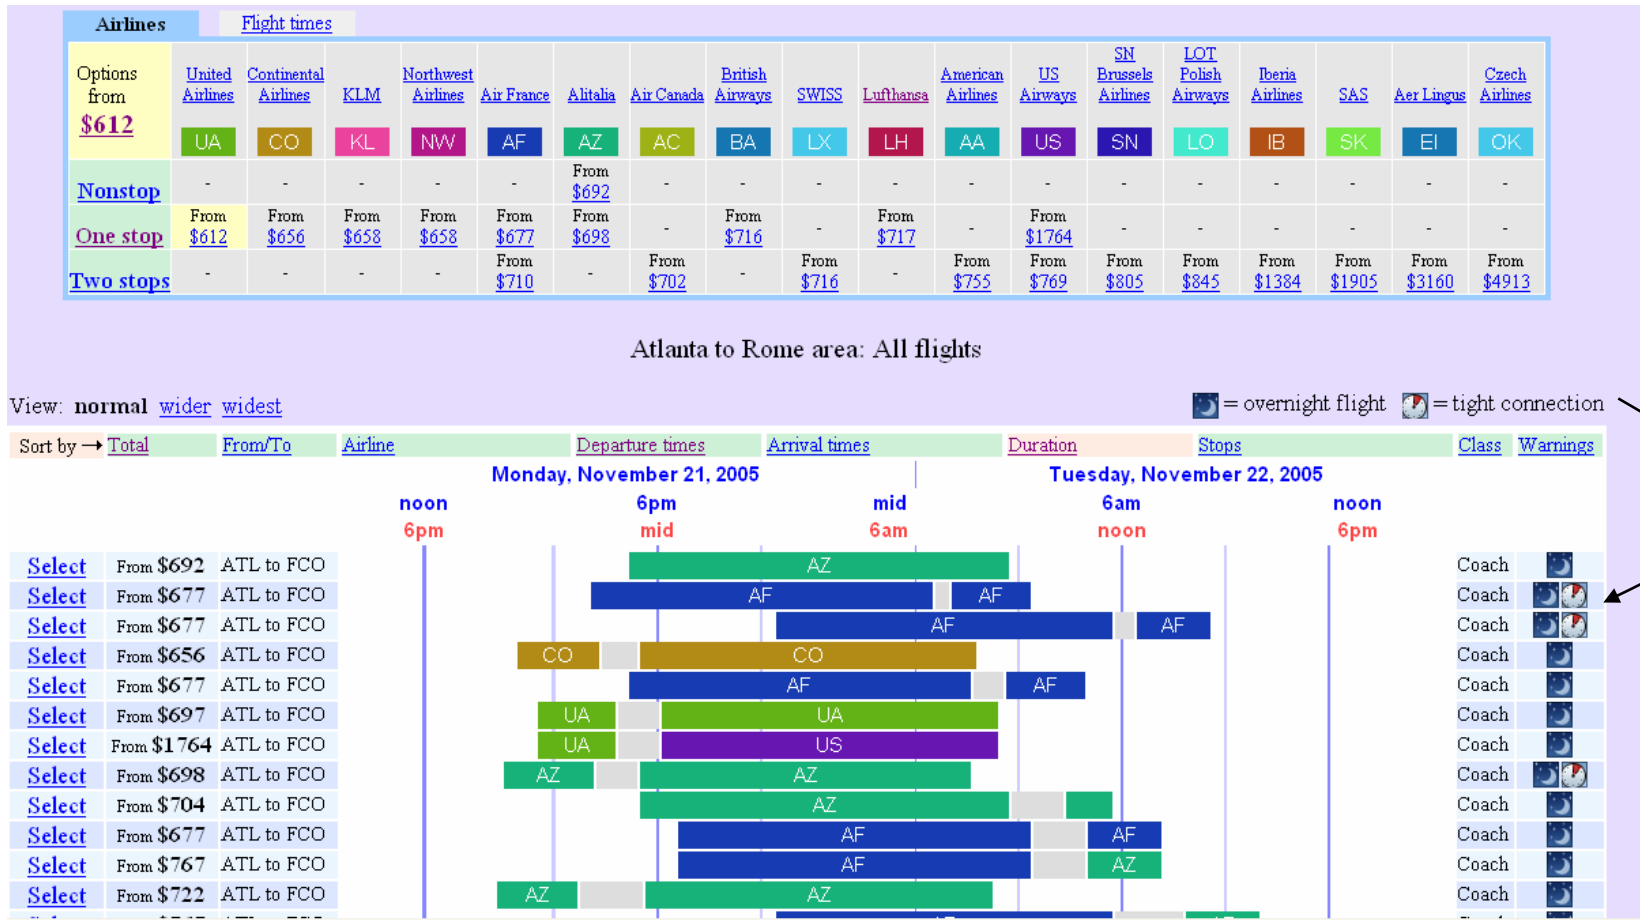 Airlines Flight times
Options from $612
United Airlines Continental Airlines KLM Northwest Airlines Air France Alitalia Air Canada British Airways SWISS Lufthansa American Airlines US Airways SN Brussels Airlines LOT Polish Airways Iberia Airlines SAS Aer Lingus Czech Airlines
UA CO KL NW AF AZ AC BA LX LH AA US SN LO IB SK EI OK
Nonstop - - - - - From $692 - - - - - - - - - - - -
One stop From $612 From $656 From $658 From $658 From $677 From $698 - From $716 - From $717 - From $1764 - - - - - -
Two stops - - - - From $710 - From $702 - From $716 - From $755 From $769 From $805 From $845 From $1384 From $1905 From $3160 From $4913
Atlanta to Rome area: All flights
View: normal wider widest = overnight flight = tight connection
Sort by → Total From/To Airline Departure times Arrival times Duration Stops Class Warnings
Monday, November 21, 2005 Tuesday, November 22, 2005
noon 6pm mid 6am noon
6pm mid 6am noon 6pm
Select From $692 ATL to FCO AZ Coach
Select From $677 ATL to FCO AF AF Coach
Select From $677 ATL to FCO AF AF Coach
Select From $656 ATL to FCO CO CO Coach
Select From $677 ATL to FCO AF AF Coach
Select From $697 ATL to FCO UA UA Coach
Select From $1764 ATL to FCO UA US Coach
Select From $698 ATL to FCO AZ AZ Coach
Select From $704 ATL to FCO AZ Coach
Select From $677 ATL to FCO AF AF Coach
Select From $767 ATL to FCO AF AZ Coach
Select From $722 ATL to FCO AZ AZ Coach